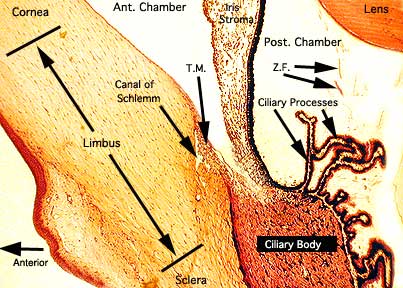 Cornea
Ant. Chamber
Iris
Stroma
Lens
Post. Chamber
T.M.
Z.F.
Canal of
Schlemm
Ciliary Processes
Limbus
Ciliary Body
Anterior
Sclera